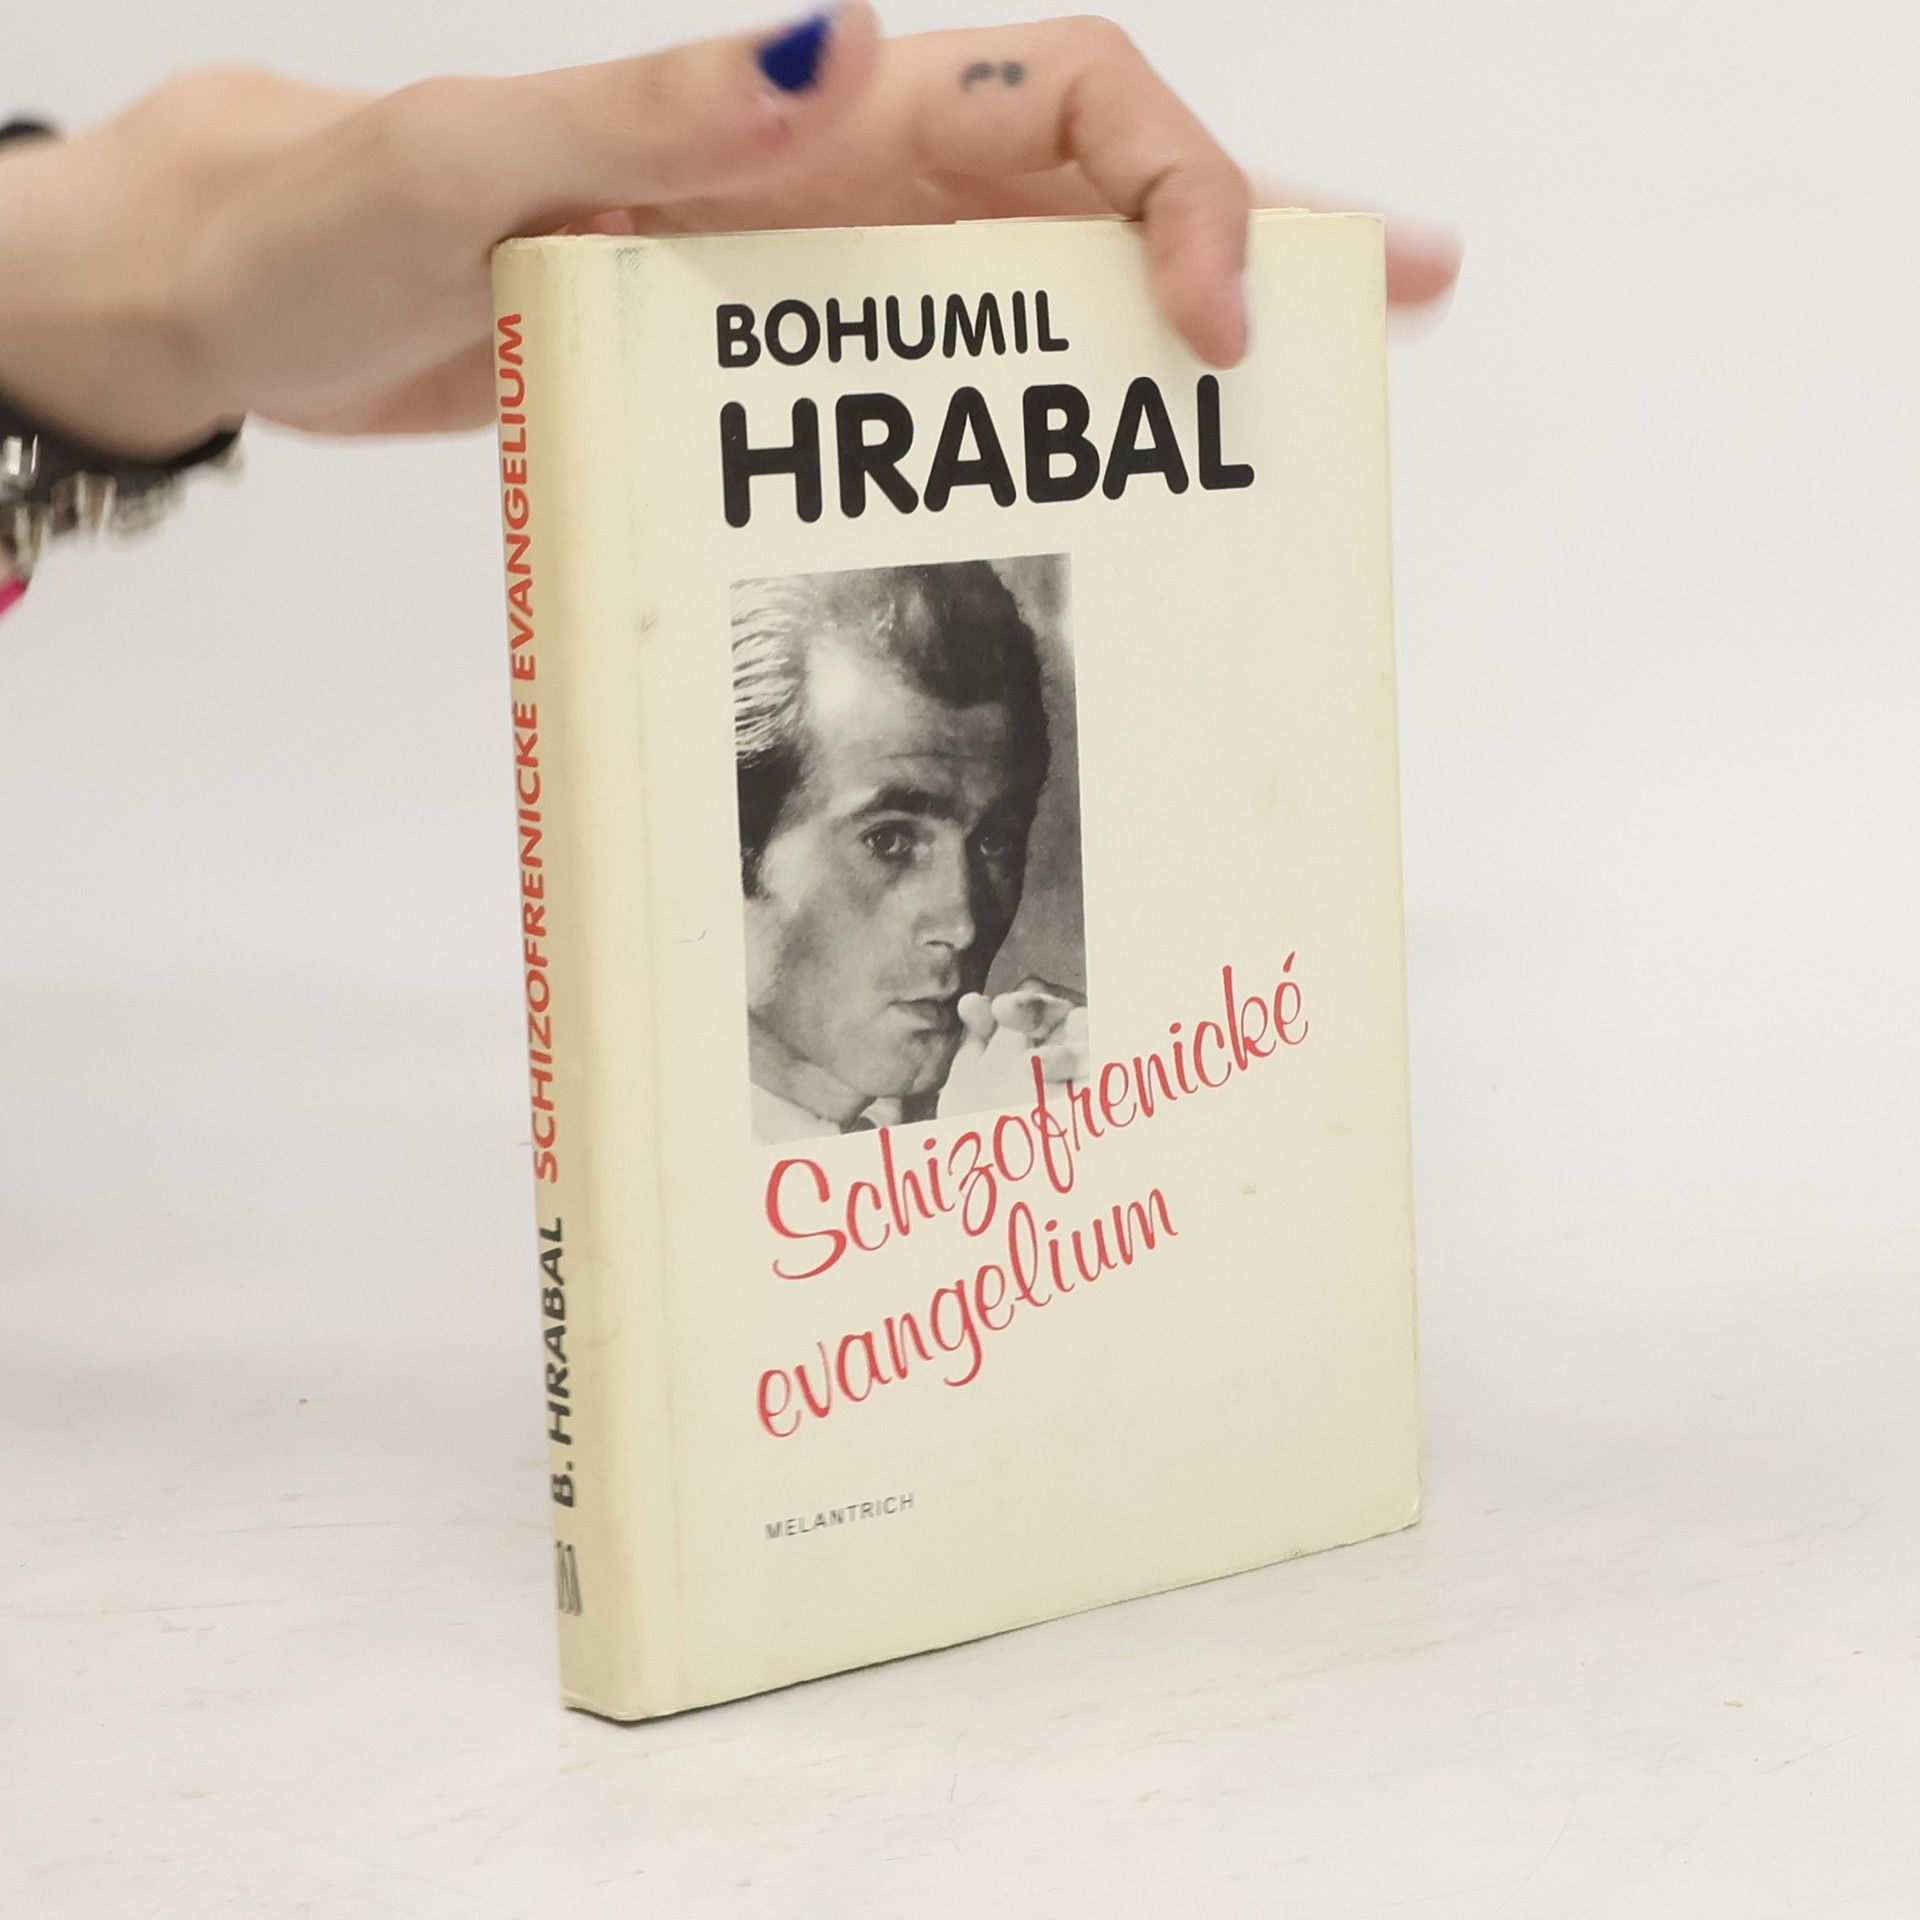 BOHUMIL
HRABAL
Schizofrenické
evangelium
MELANTRICH
B. HRABAL SCHIZOFRENICKÉ EVANGELIUM